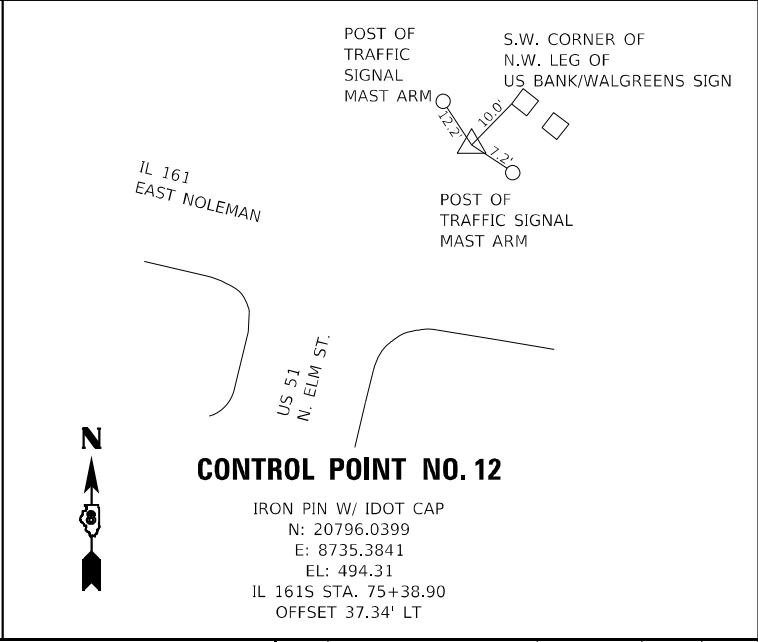 POST OF
TRAFFIC
SIGNAL
MAST ARM
S.W. CORNER OF
N.W. LEG OF
US BANK/WALGREENS SIGN
12.2'
10.0'
7.2'
POST OF
TRAFFIC SIGNAL
MAST ARM
IL 161
EAST NOLEMAN
US 51
N. ELM ST.
N
8
CONTROL POINT NO. 12
IRON PIN W/ IDOT CAP
N: 20796.0399
E: 8735.3841
EL: 494.31
IL 161S STA. 75+38.90
OFFSET 37.34' LT